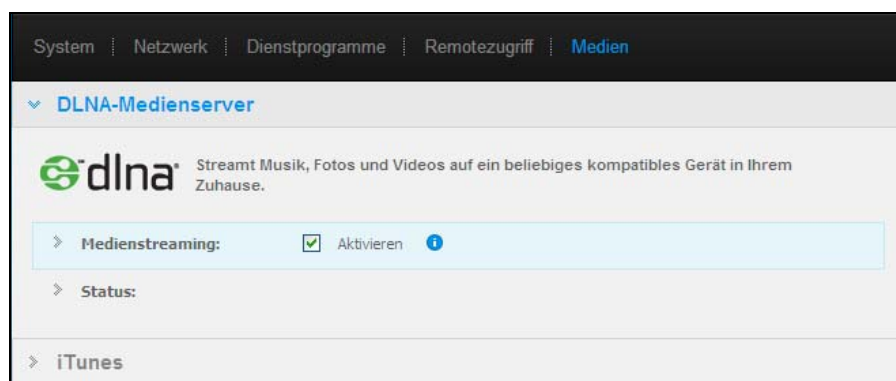 System | Netzwerk | Dienstprogramme | Remotezugriff | Medien
DLNA-Medienserver
dlna Streamt Musik, Fotos und Videos auf ein beliebiges kompatibles Gerät in Ihrem
Zuhause.
Medienstreaming: Aktivieren
Status:
iTunes